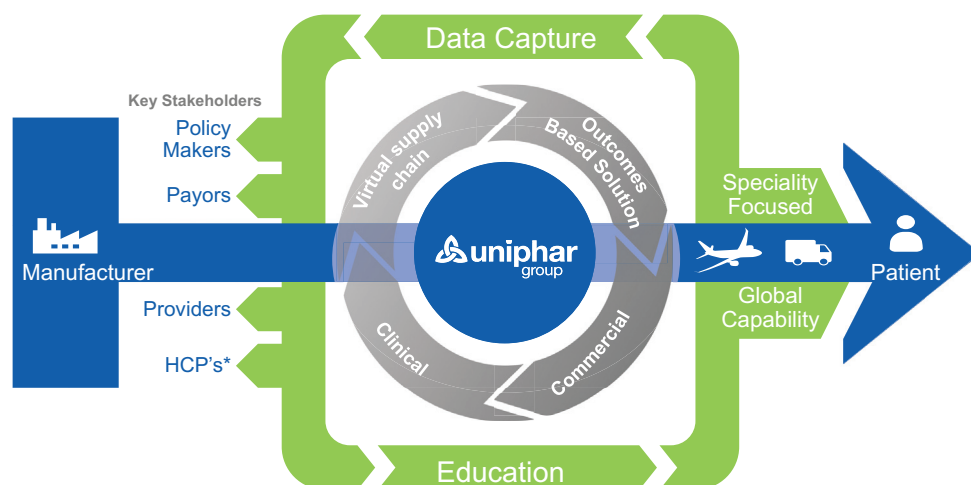 Data Capture
Key Stakeholders
Policy
Makers
Payors
Providers
HCP's*
Manufacturer
Virtual supply
chain
Outcomes
Based Solution
Clinical
Commercial
uniphar
group
Speciality
Focused
Global
Capability
Patient
Education